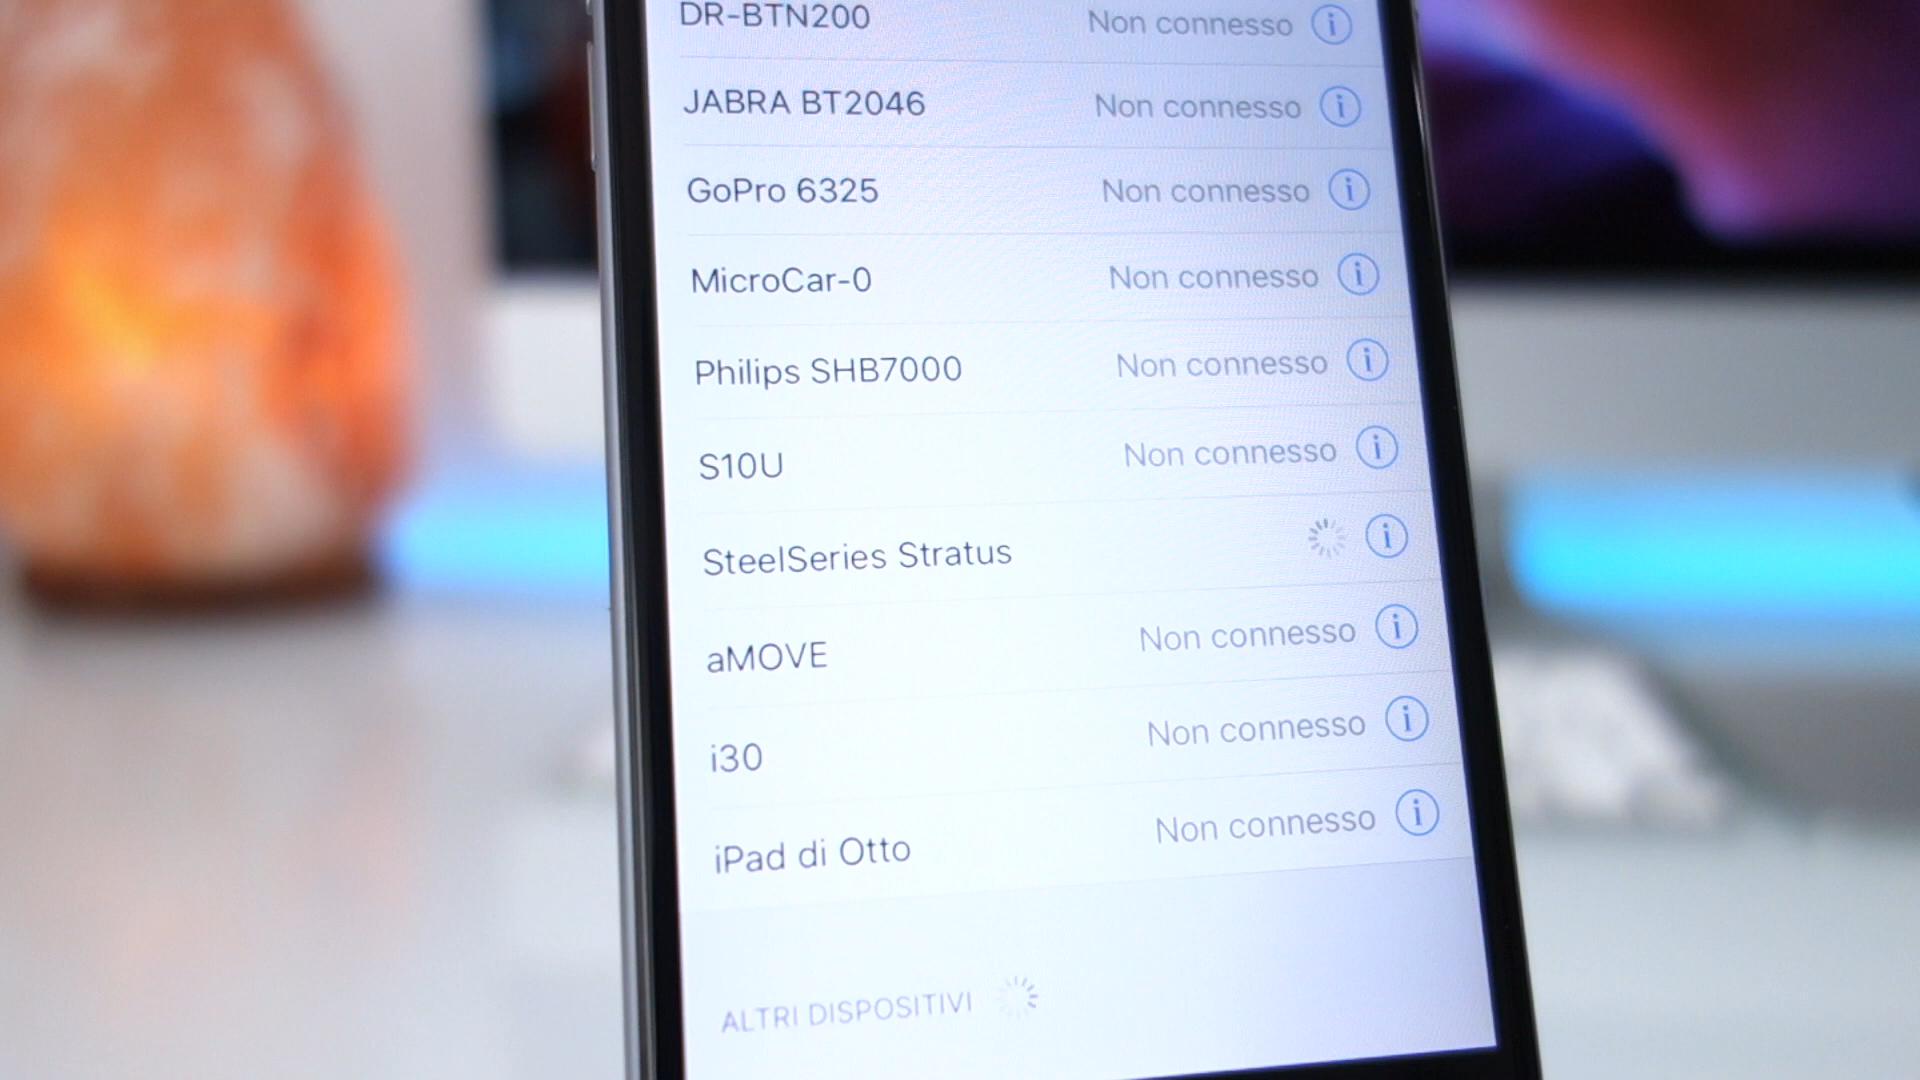 DR-BTN200 Non connesso
JABRA BT2046 Non connesso
GoPro 6325 Non connesso
MicroCar-0 Non connesso
Philips SHB7000 Non connesso
S10U Non connesso
SteelSeries Stratus
aMOVE Non connesso
i30 Non connesso
iPad di Otto Non connesso
ALTRI DISPOSITIVI